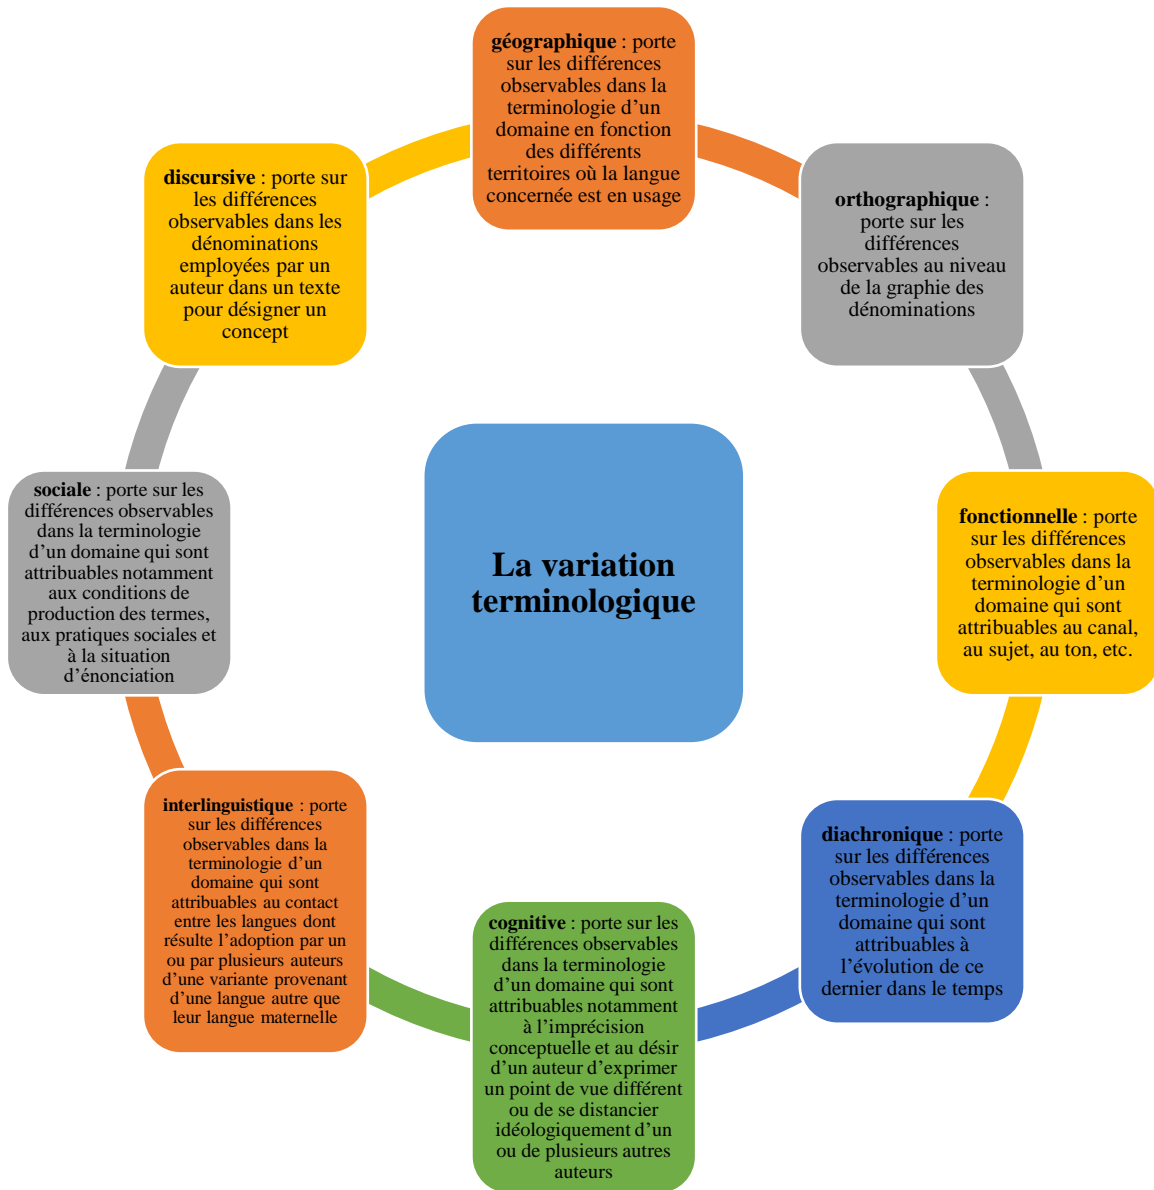 géographique : porte
sur les différences
observables dans la
terminologie d’un
domaine en fonction
des différents
territoires où la langue
concernée est en usage
orthographique :
porte sur les
différences
observables au niveau
de la graphie des
dénominations
fonctionnelle : porte
sur les différences
observables dans la
terminologie d’un
domaine qui sont
attribuables au canal,
au sujet, au ton, etc.
diachronique : porte
sur les différences
observables dans la
terminologie d’un
domaine qui sont
attribuables à
l’évolution de ce
dernier dans le temps
cognitive : porte sur les
différences observables
dans la terminologie
d’un domaine qui sont
attribuables notamment
à l’imprécision
conceptuelle et au désir
d’un auteur d’exprimer
un point de vue différent
ou de se distancier
idéologiquement d’un
ou de plusieurs autres
auteurs
interlinguistique : porte
sur les différences
observables dans la
terminologie d’un
domaine qui sont
attribuables au contact
entre les langues dont
résulte l’adoption par un
ou par plusieurs auteurs
d’une variante provenant
d’une langue autre que
leur langue maternelle
sociale : porte sur les
différences observables
dans la terminologie
d’un domaine qui sont
attribuables notamment
aux conditions de
production des termes,
aux pratiques sociales et
à la situation
d’énonciation
discursive : porte sur
les différences
observables dans les
dénominations
employées par un
auteur dans un texte
pour désigner un
concept
La variation
terminologique